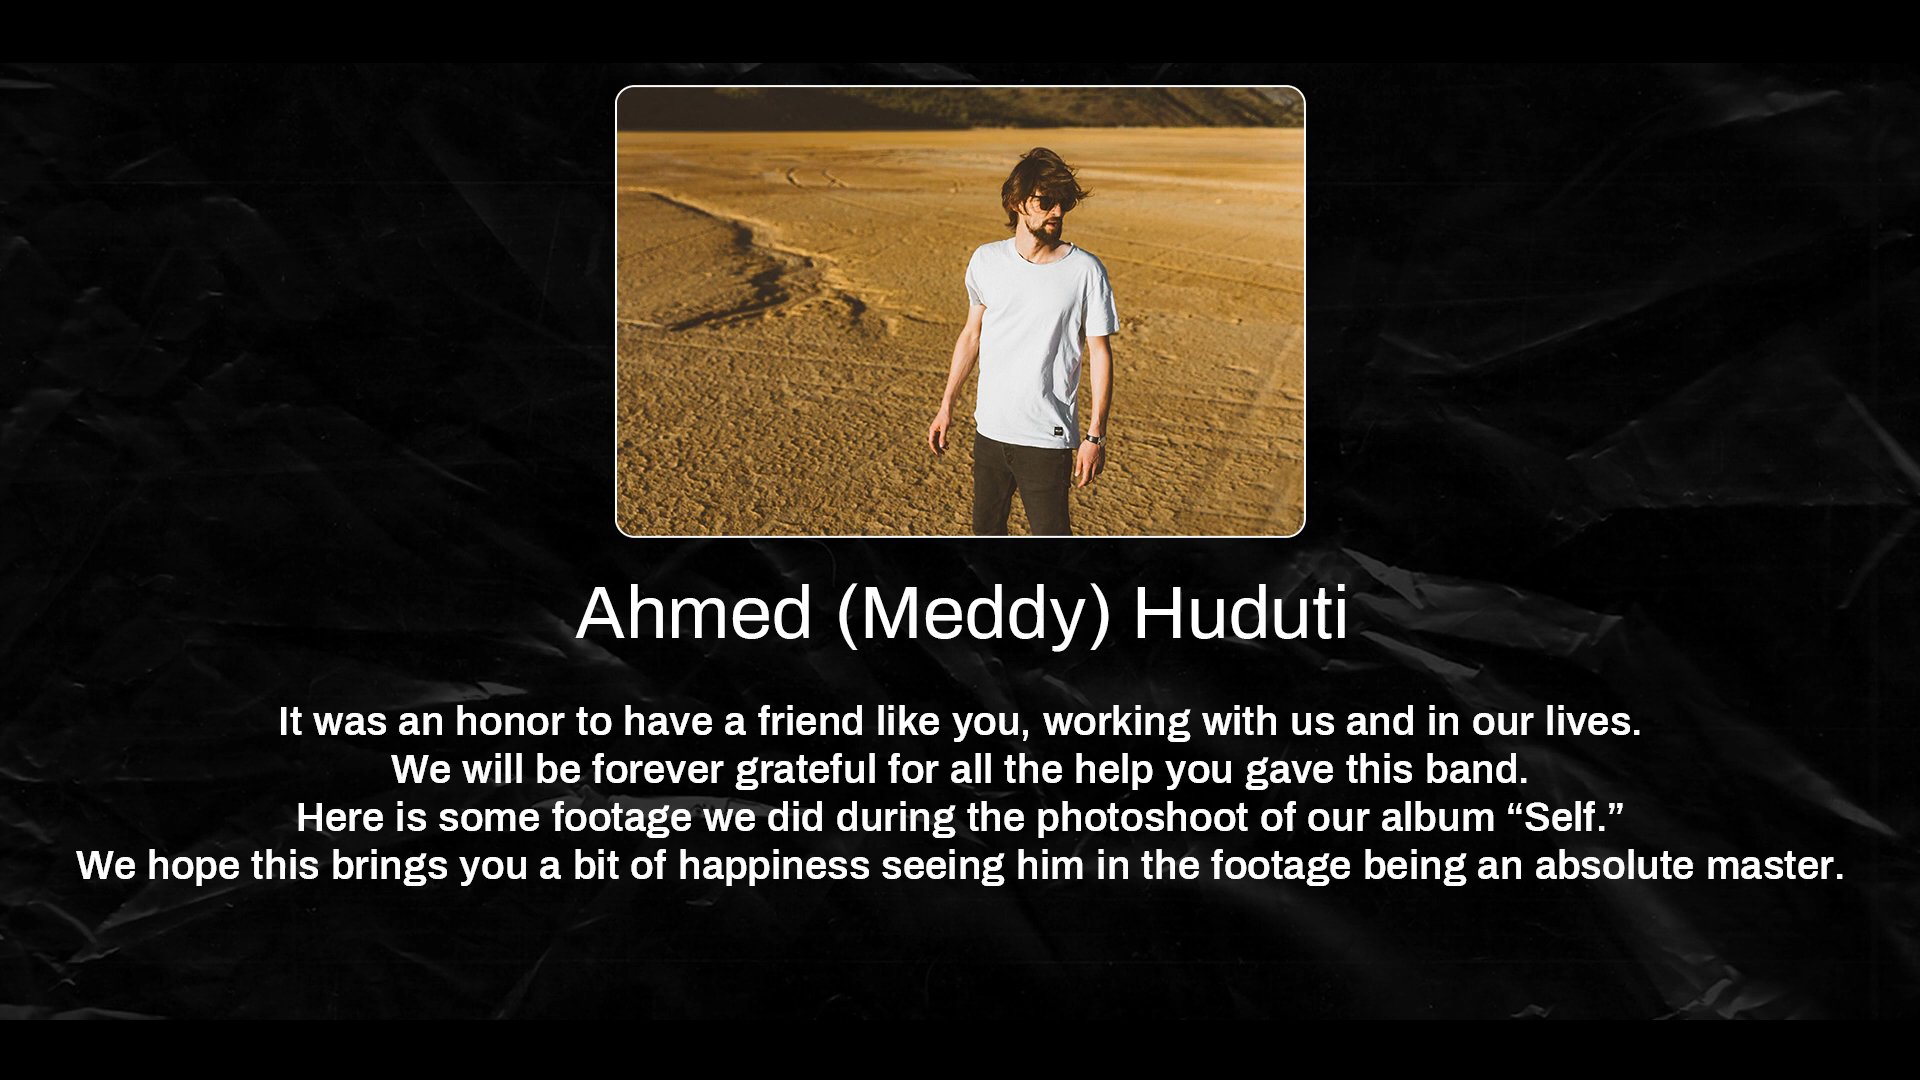 Ahmed (Meddy) Huduti
It was an honor to have a friend like you, working with us and in our lives.
We will be forever grateful for all the help you gave this band.
Here is some footage we did during the photoshoot of our album “Self.”
We hope this brings you a bit of happiness seeing him in the footage being an absolute master.